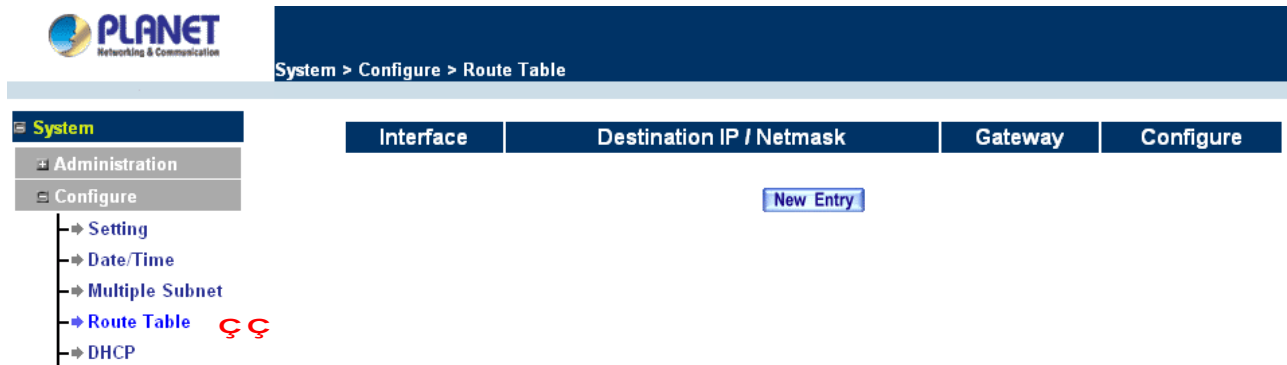 PLANET
Networking & Communication
System > Configure > Route Table
System
Administration
Configure
Setting
Date/Time
Multiple Subnet
Route Table ÇÇ
DHCP
Interface Destination IP / Netmask Gateway Configure
New Entry